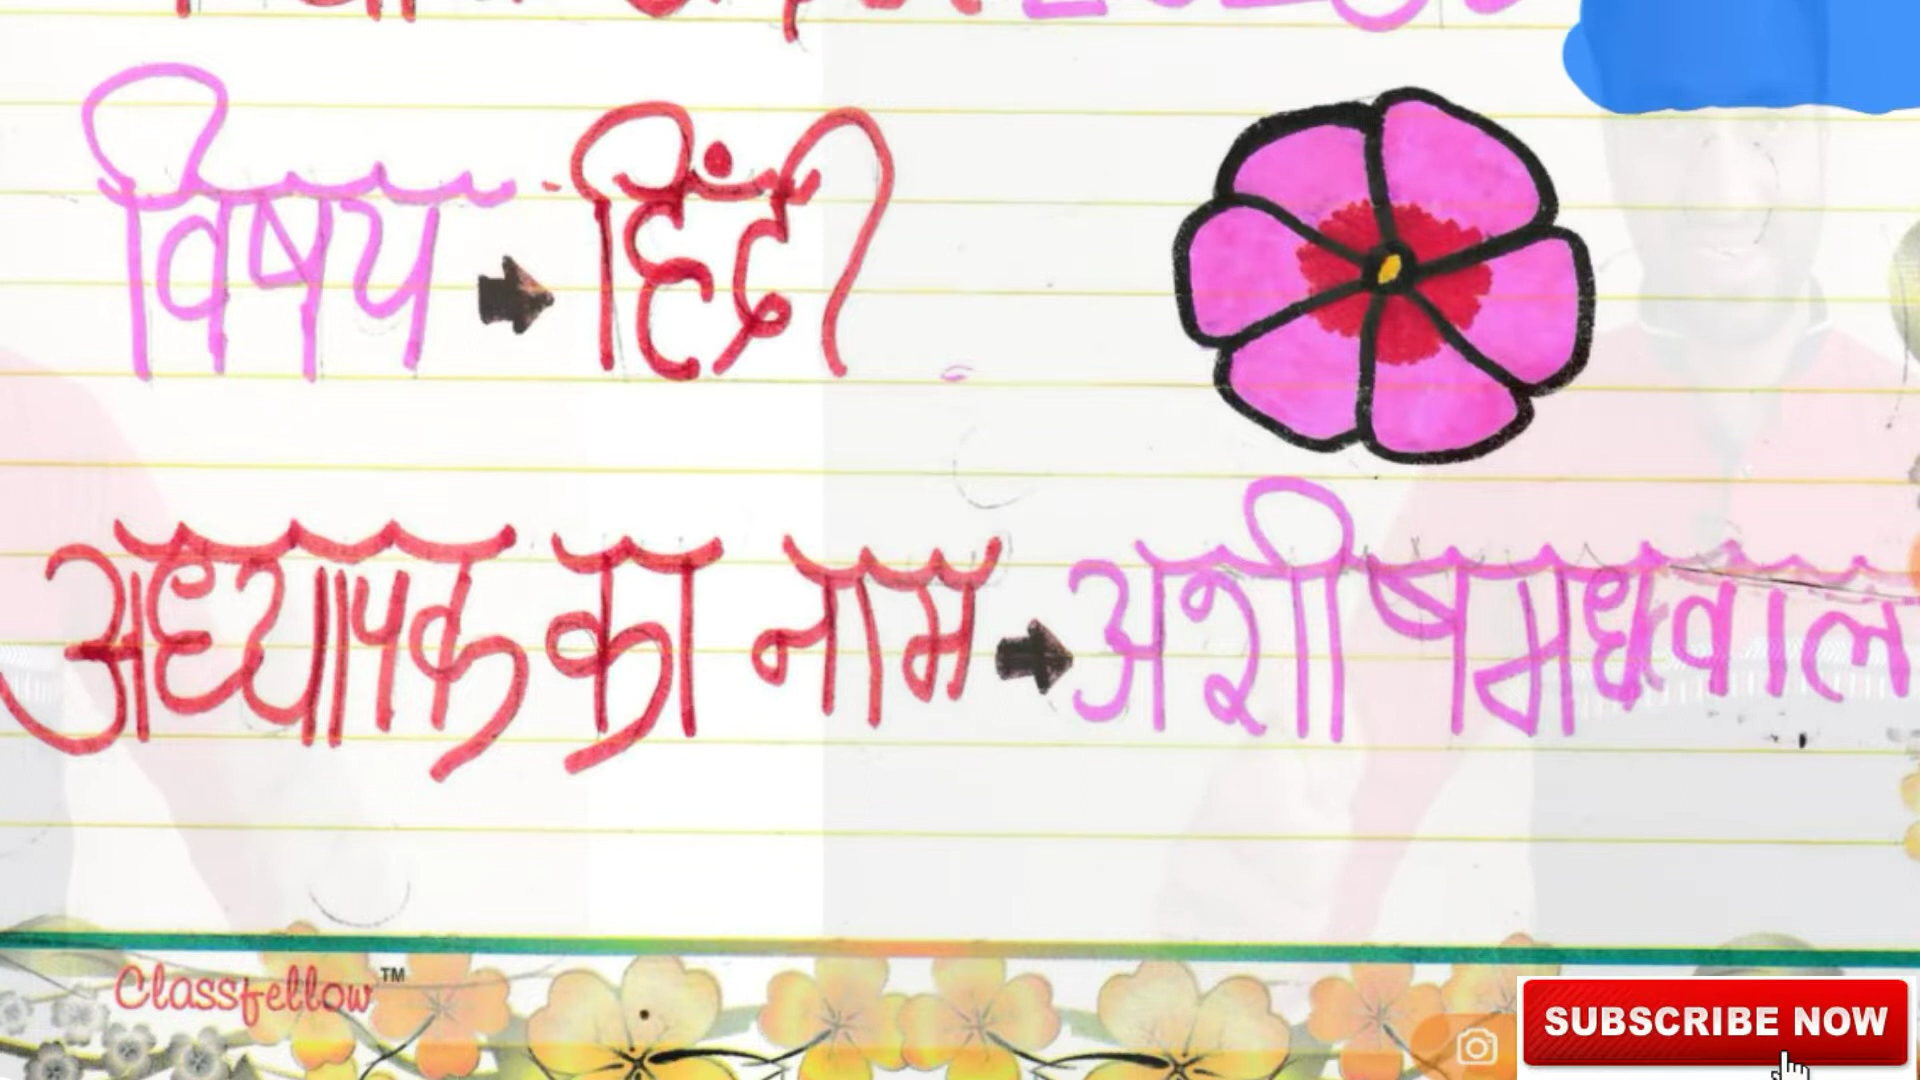 विषय → हिंदी
अध्यापक का नाम → अशीषमधवाल
Classfellow™
SUBSCRIBE NOW